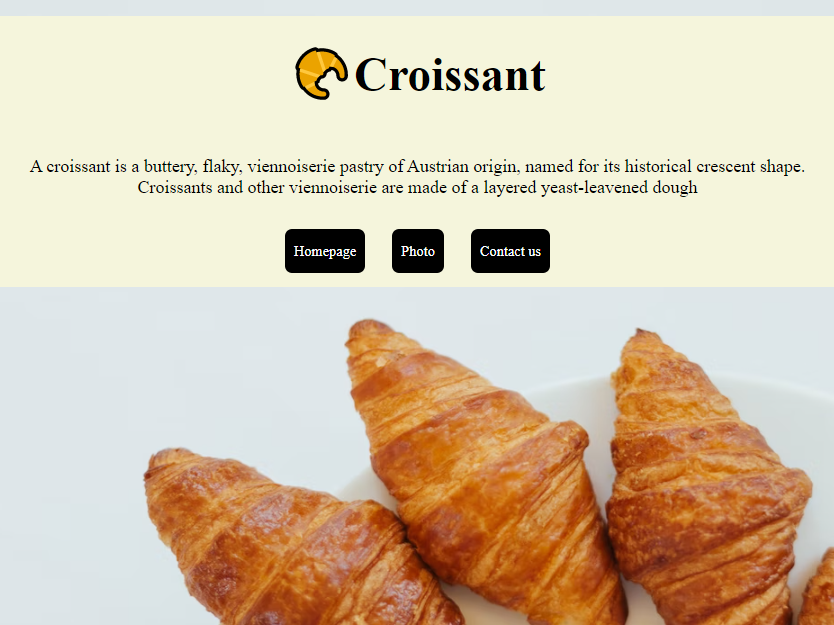 Croissant
A croissant is a buttery, flaky, viennoiserie pastry of Austrian origin, named for its historical crescent shape.
Croissants and other viennoiserie are made of a layered yeast-leavened dough
Homepage Photo Contact us